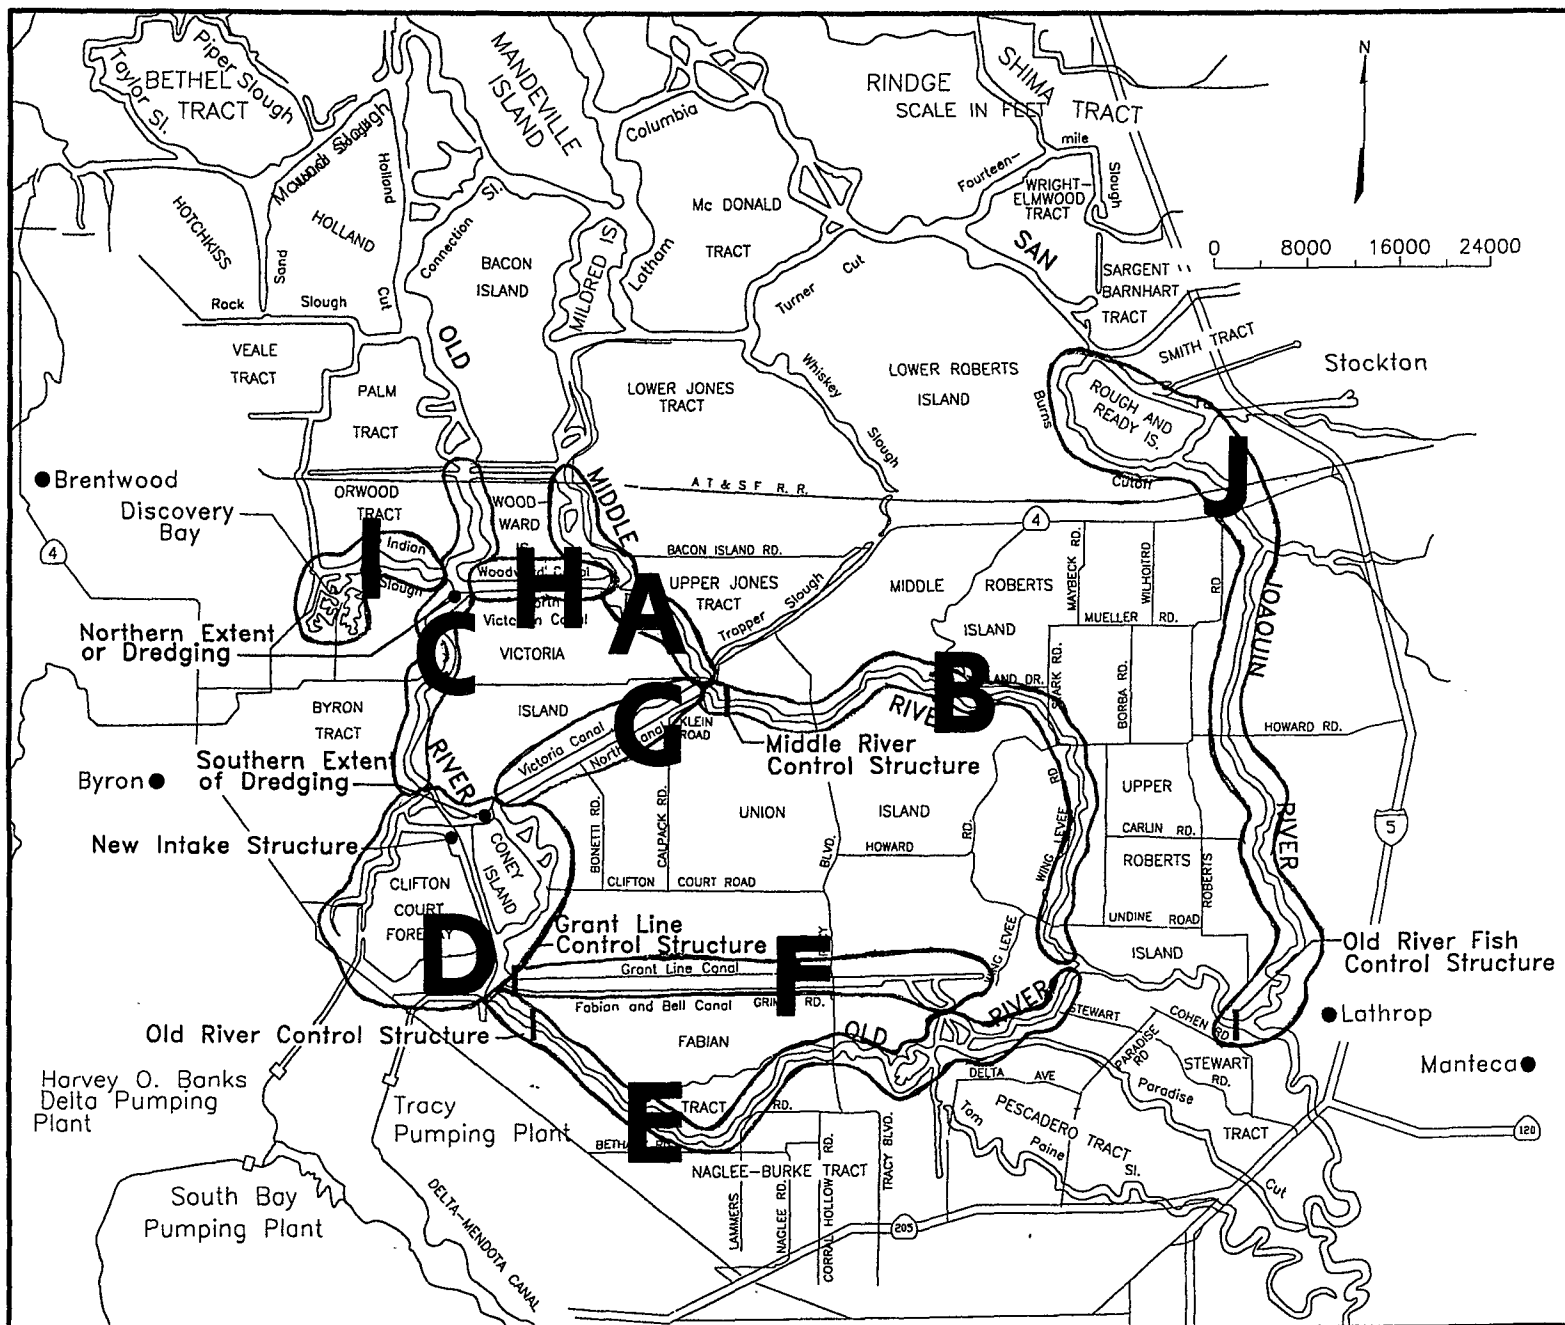 Piper Slough
Taylor Sl.
BETHEL
TRACT
MANDEVILLE
ISLAND
RINDGE
SCALE IN FEET
SHIMA
TRACT
N
Columbia
Holland
Cut
mile
Fourteen-
Slough
WRIGHT-
ELMWOOD
TRACT
HOTCHKISS
HOLLAND
Sand
Connection
Sl.
BACON
ISLAND
MILDRED IS
Latham
Mc DONALD
TRACT
SAN
0 8000 16000 24000
SARGENT
BARNHART
TRACT
Turner
Cut
Rock
Slough
OLD
VEALE
TRACT
PALM
TRACT
LOWER JONES
TRACT
Whiskey
Slough
LOWER ROBERTS
ISLAND
SMITH TRACT
Stockton
Burns
Cutoff
ROUGH AND
READY IS.
J
Brentwood
Discovery
Bay
ORWOOD
TRACT
WOOD
WARD
IS
MIDDLE
A T & S F R. R.
4
4
I
Indian
Slough
H
BACON ISLAND RD.
UPPER JONES
TRACT
A
Trapper
Slough
MIDDLE
ROBERTS
ISLAND
MAYBECK
RD.
WILHOITRD
RD
MUELLER
RD.
JOAQUIN
Northern Extent
or Dredging
C
VICTORIA
ISLAND
B
RIVER
BORBA RD.
HOWARD RD.
BYRON
TRACT
RIVER
Victoria Canal
North Canal
G
KLEIN
ROAD
Middle River
Control Structure
Southern Extent
of Dredging
Byron
New Intake Structure
BONETTI RD.
CALPACK RD.
UNION
ISLAND
BLVD.
HOWARD
RD.
RD
WING LEVEE
UPPER
CARLIN RD.
ROBERTS
ROBERTS
RIVER
5
CONEY
ISLAND
CLIFTON
COURT
CLIFTON COURT ROAD
UNDINE ROAD
ISLAND
D
Grant Line
Control Structure
Grant Line Canal
F
Fabian and Bell Canal
RD.
Old River Fish
Control Structure
Old River Control Structure
FABIAN
OLD
RIVER
STEWART
COHEN RD
PARADISE
RD
STEWART
RD.
Lathrop
Manteca
Harvey O. Banks
Delta Pumping
Plant
Tracy
Pumping Plant
E
TRACT
RD.
DELTA AVE
PESCADERO TRACT
Tom
Paine
Sl.
Paradise
Cut
TRACT
120
NAGLEE-BURKE TRACT
LAMMERS
NAGLEE RD.
CORRAL HOLLOW RD.
TRACY BLVD.
205
South Bay
Pumping Plant
DELTA-MENDOTA CANAL